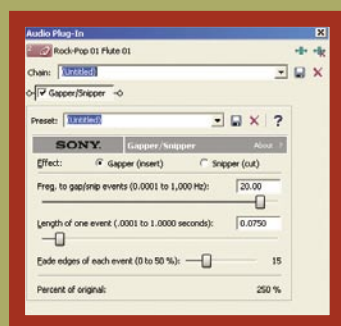 Audio Plug-In
2 Rock-Pop 01 Flute 01
Chain: (Untitled)
Gapper/Snipper
Preset: (Untitled)
SONY. Gapper/Snipper About ?
Effect: Gapper (insert) Snipper (cut)
Freq. to gap/snip events (0.0001 to 1,000 Hz): 20.00
Length of one event (.0001 to 1.0000 seconds): 0.0750
Fade edges of each event (0 to 50 %): 15
Percent of original: 250 %